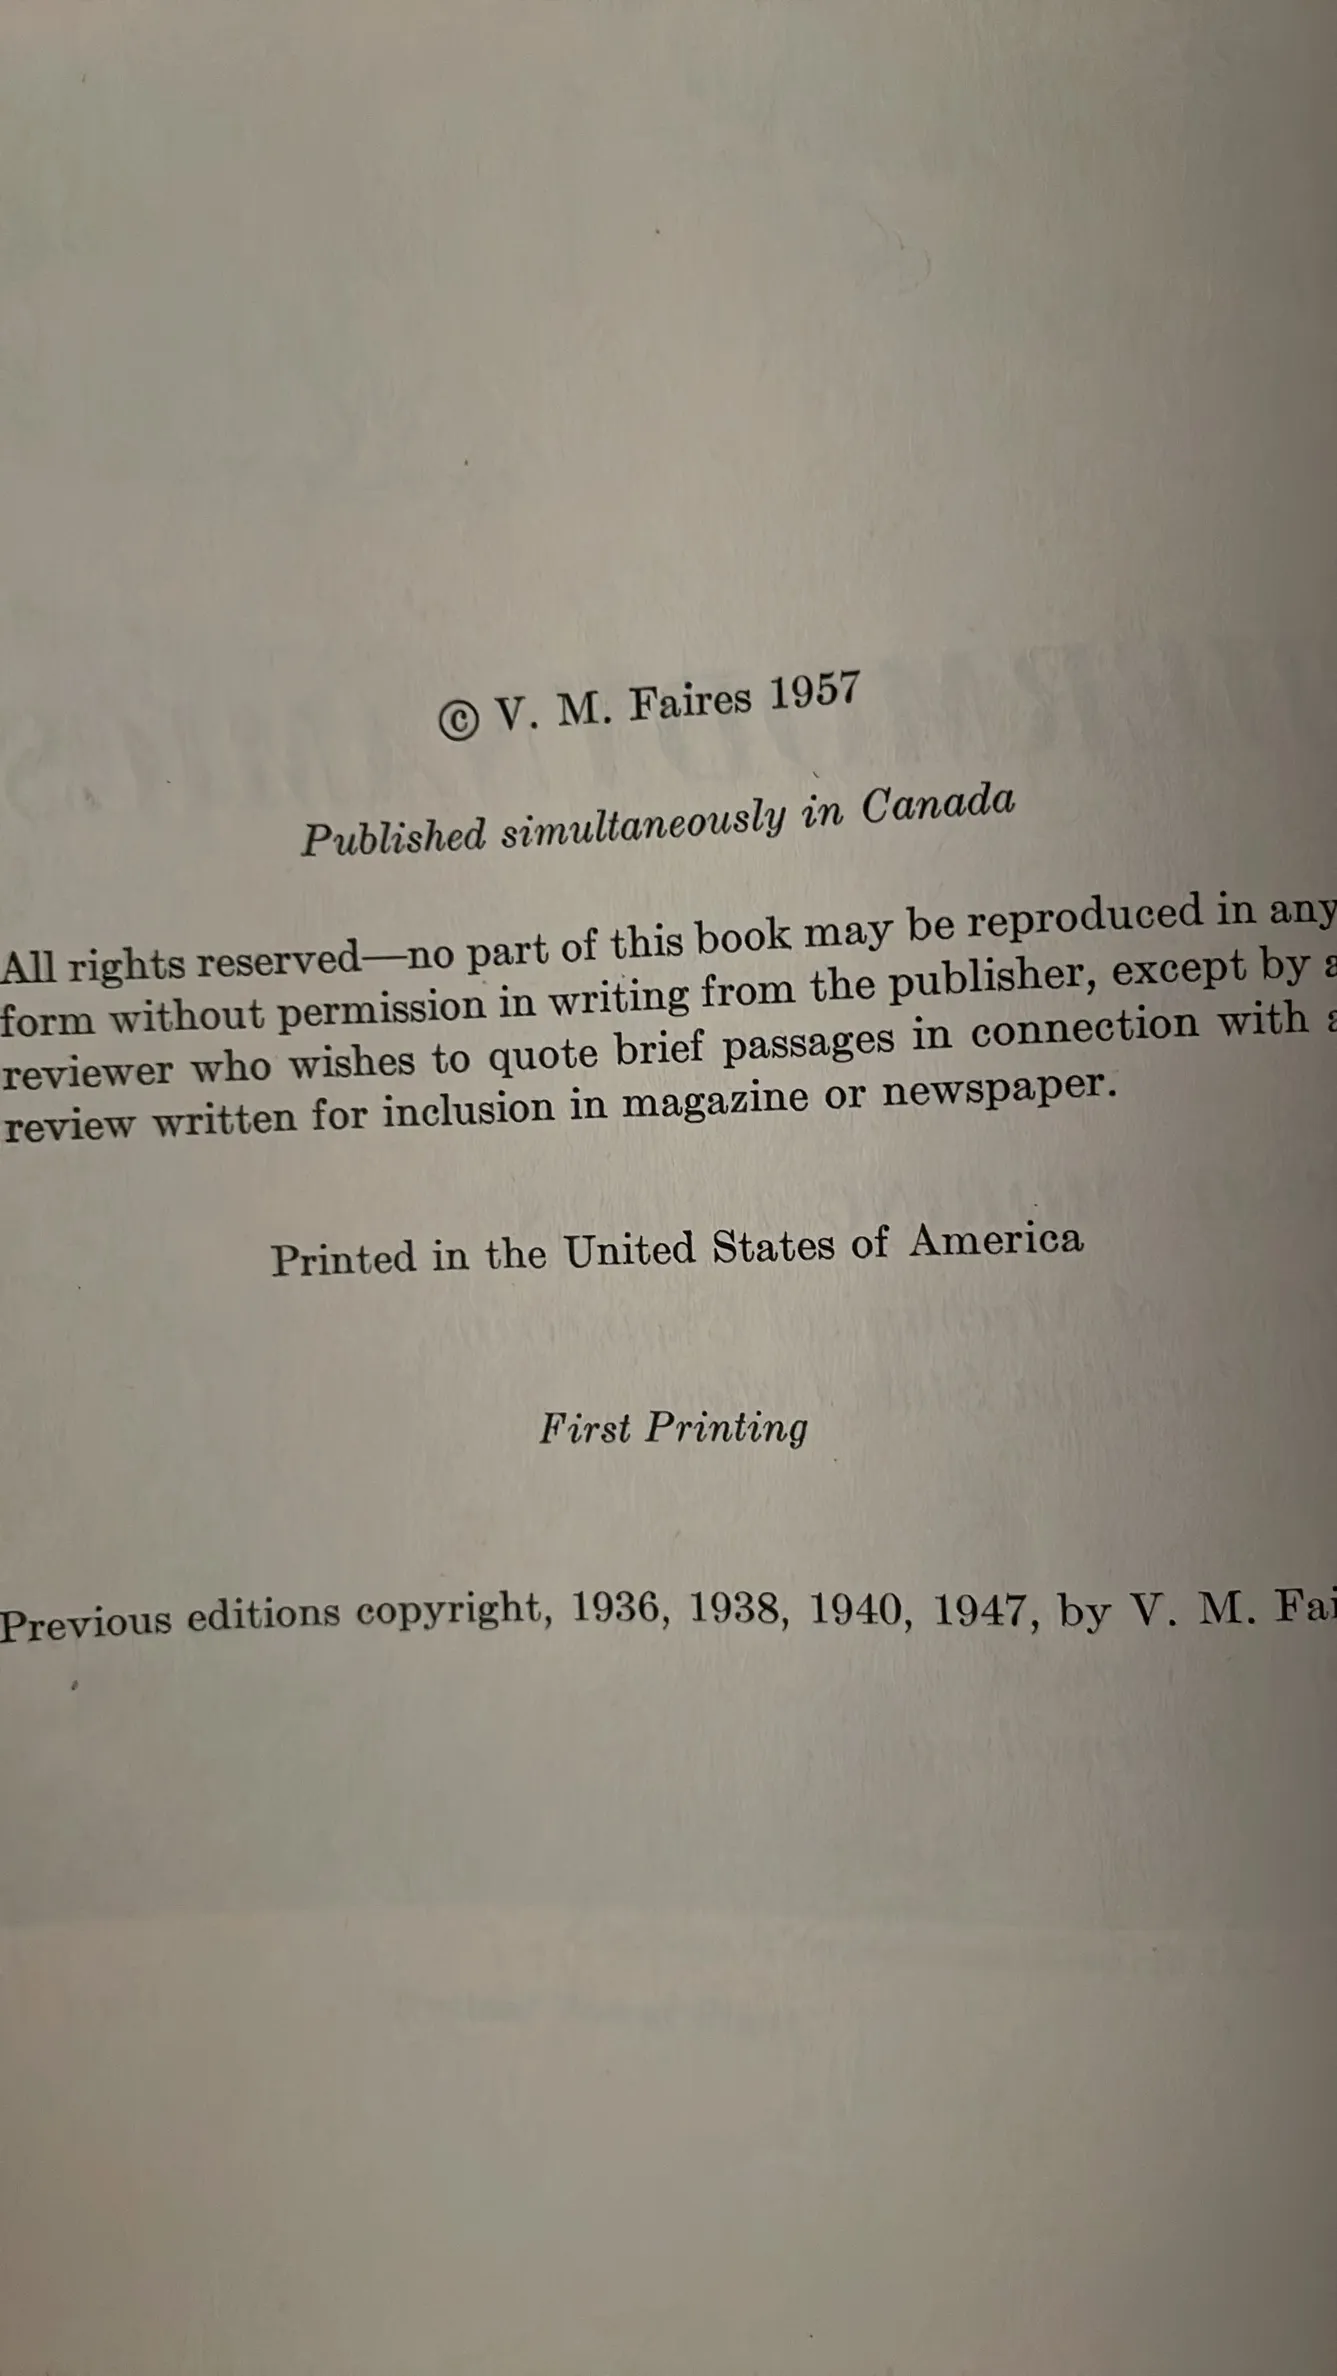 © V. M. Faires 1957
Published simultaneously in Canada
All rights reserved—no part of this book may be reproduced in any
form without permission in writing from the publisher, except by a
reviewer who wishes to quote brief passages in connection with a
review written for inclusion in magazine or newspaper.
Printed in the United States of America
First Printing
Previous editions copyright, 1936, 1938, 1940, 1947, by V. M. Fai